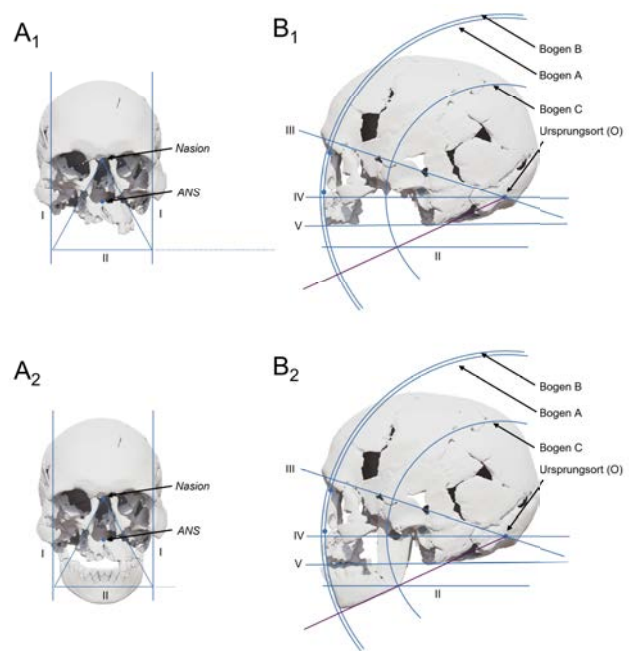 A1
B1
Bogen B
Bogen A
Bogen C
Ursprungsort (O)
Nasion
ANS
I
I
II
III
IV
V
II
A2
B2
Bogen B
Bogen A
Bogen C
Ursprungsort (O)
Nasion
ANS
I
I
II
III
IV
V
II